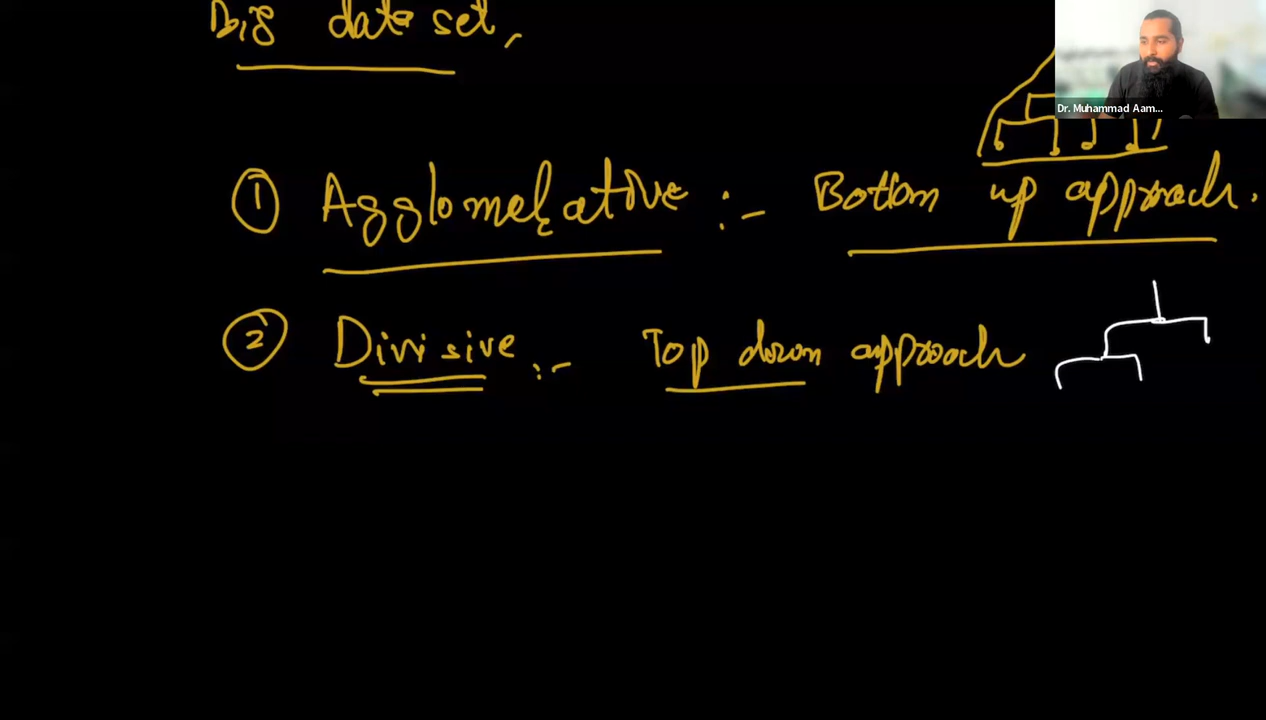 Big data set,
Dr. Muhammad Aam...
① Agglomerative :- Bottom up approach.
② Divisive :- Top down approach